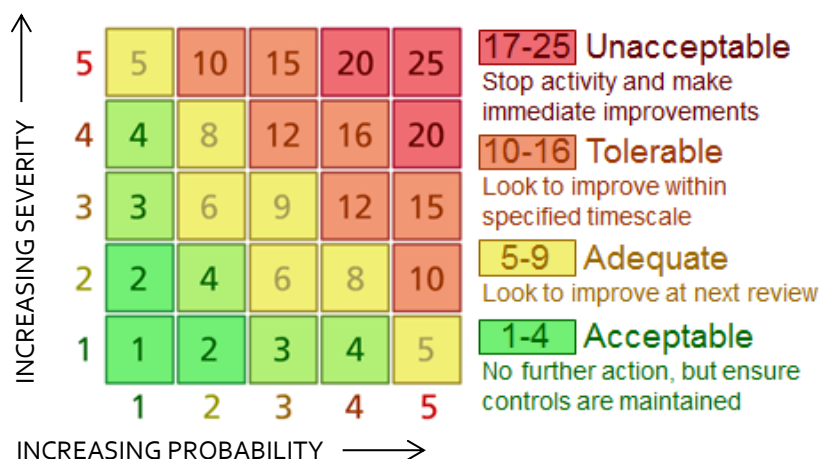 INCREASING SEVERITY
5 5 10 15 20 25
4 4 8 12 16 20
3 3 6 9 12 15
2 2 4 6 8 10
1 1 2 3 4 5
1 2 3 4 5
INCREASING PROBABILITY
17-25 Unacceptable
Stop activity and make
immediate improvements
10-16 Tolerable
Look to improve within
specified timescale
5-9 Adequate
Look to improve at next review
1-4 Acceptable
No further action, but ensure
controls are maintained